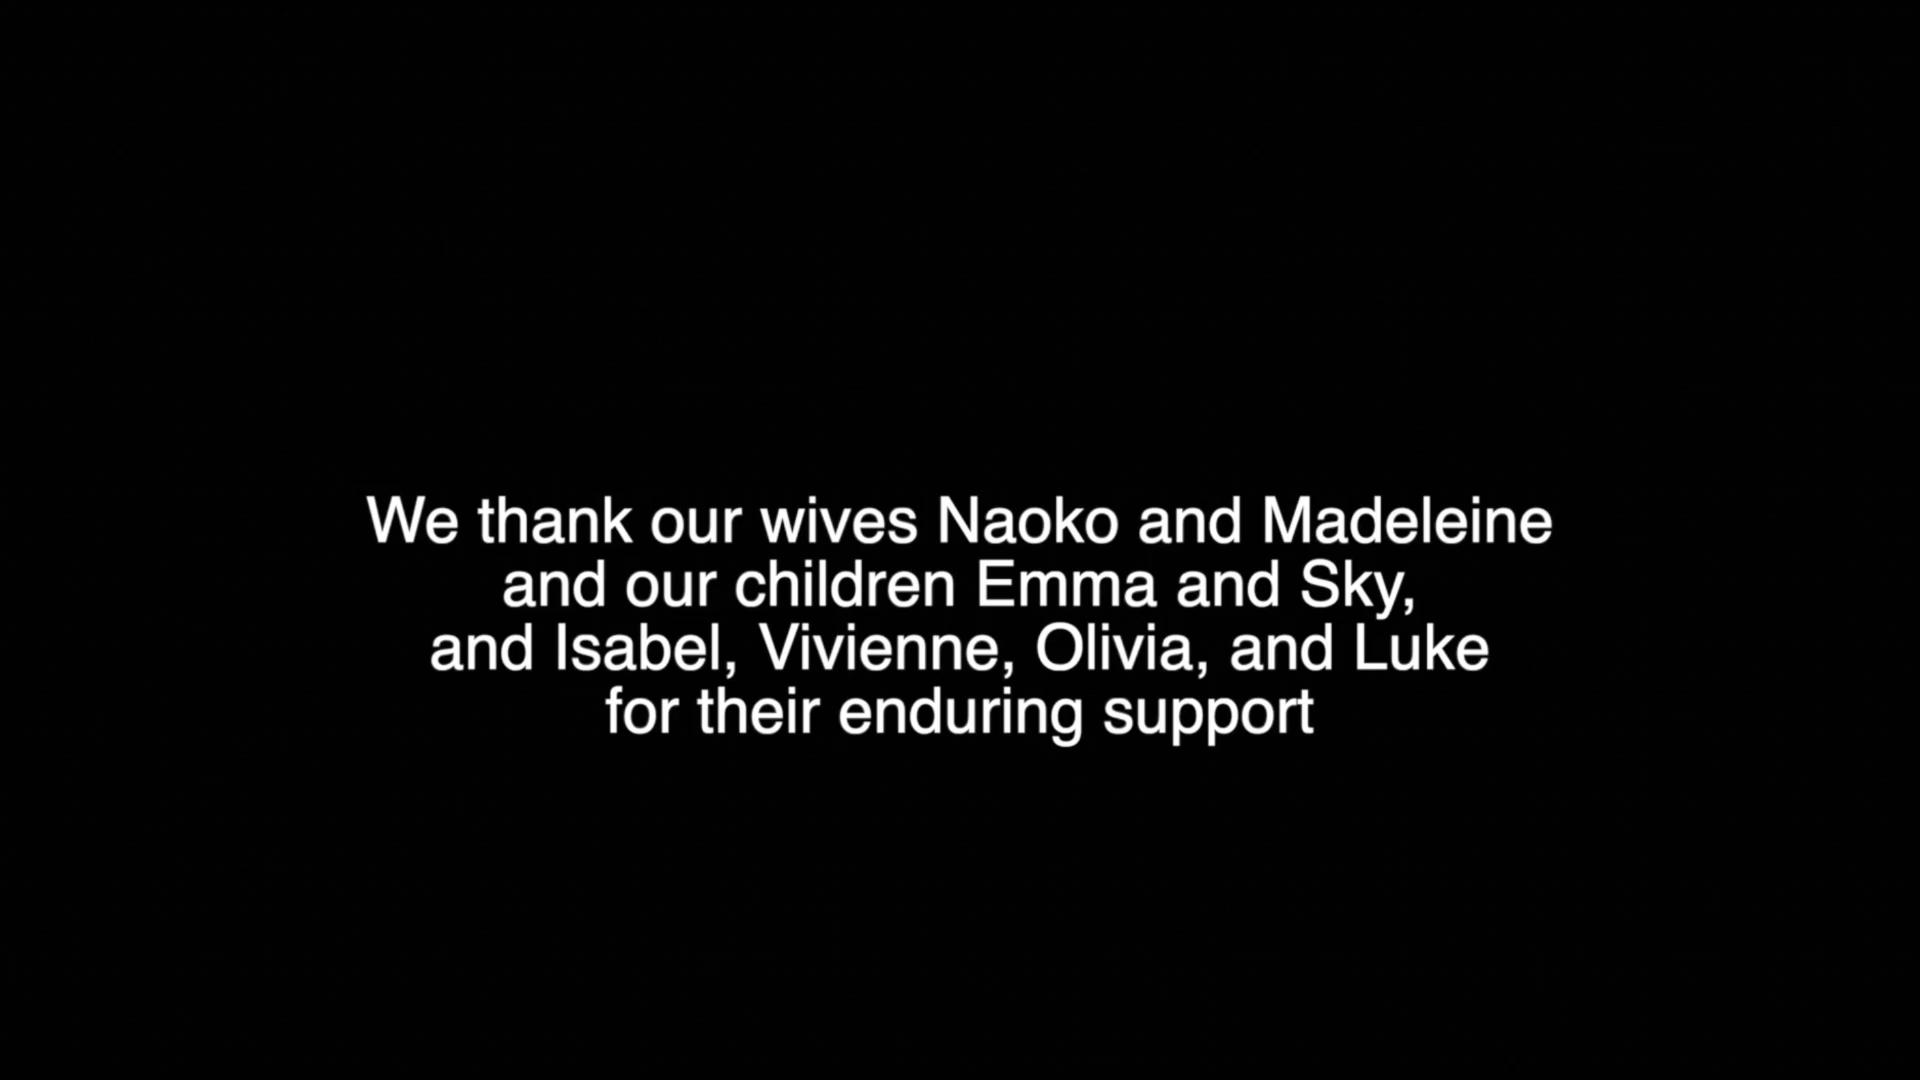 We thank our wives Naoko and Madeleine
and our children Emma and Sky,
and Isabel, Vivienne, Olivia, and Luke
for their enduring support